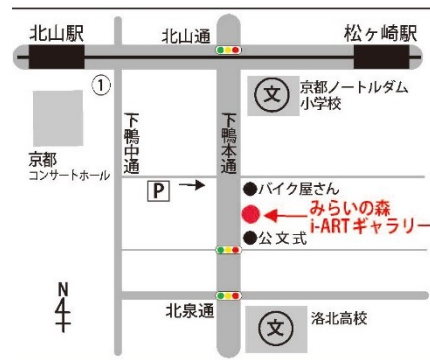 北山駅
北山通
松ヶ崎駅
①
文
京都ノートルダム
小学校
下鴨中通
下鴨本通
京都
コンサートホール
P
バイク屋さん
みらいの森
i-ARTギャラリー
公文式
N
北泉通
文
洛北高校